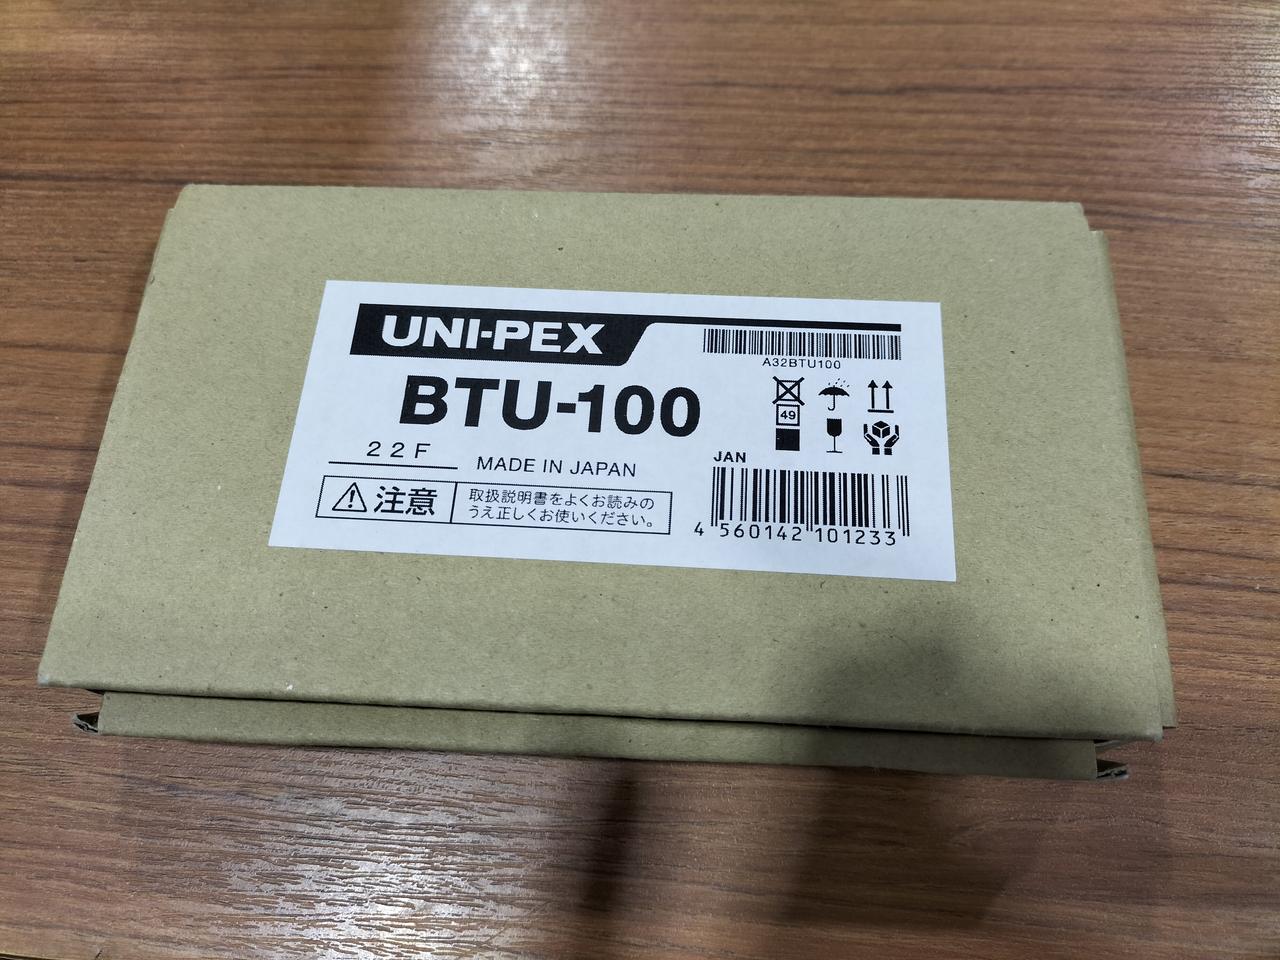 UNI-PEX
A32BTU100
BTU-100
49
22F
MADE IN JAPAN
JAN
注意
取扱説明書をよくお読みの
うえ正しくお使いください。
4 560142 101233